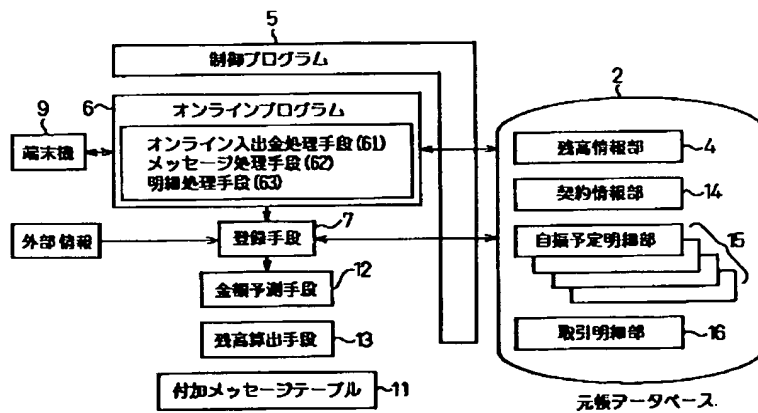 5
制御プログラム
6
オンラインプログラム
オンライン入出金処理手段(61)
メッセージ処理手段(62)
明細処理手段(63)
9
端末機
外部情報
7
登録手段
12
金額予測手段
残高算出手段
13
付加メッセージテーブル
11
2
残高情報部
4
契約情報部
14
自振予定明細部
15
取引明細部
16
元帳データベース